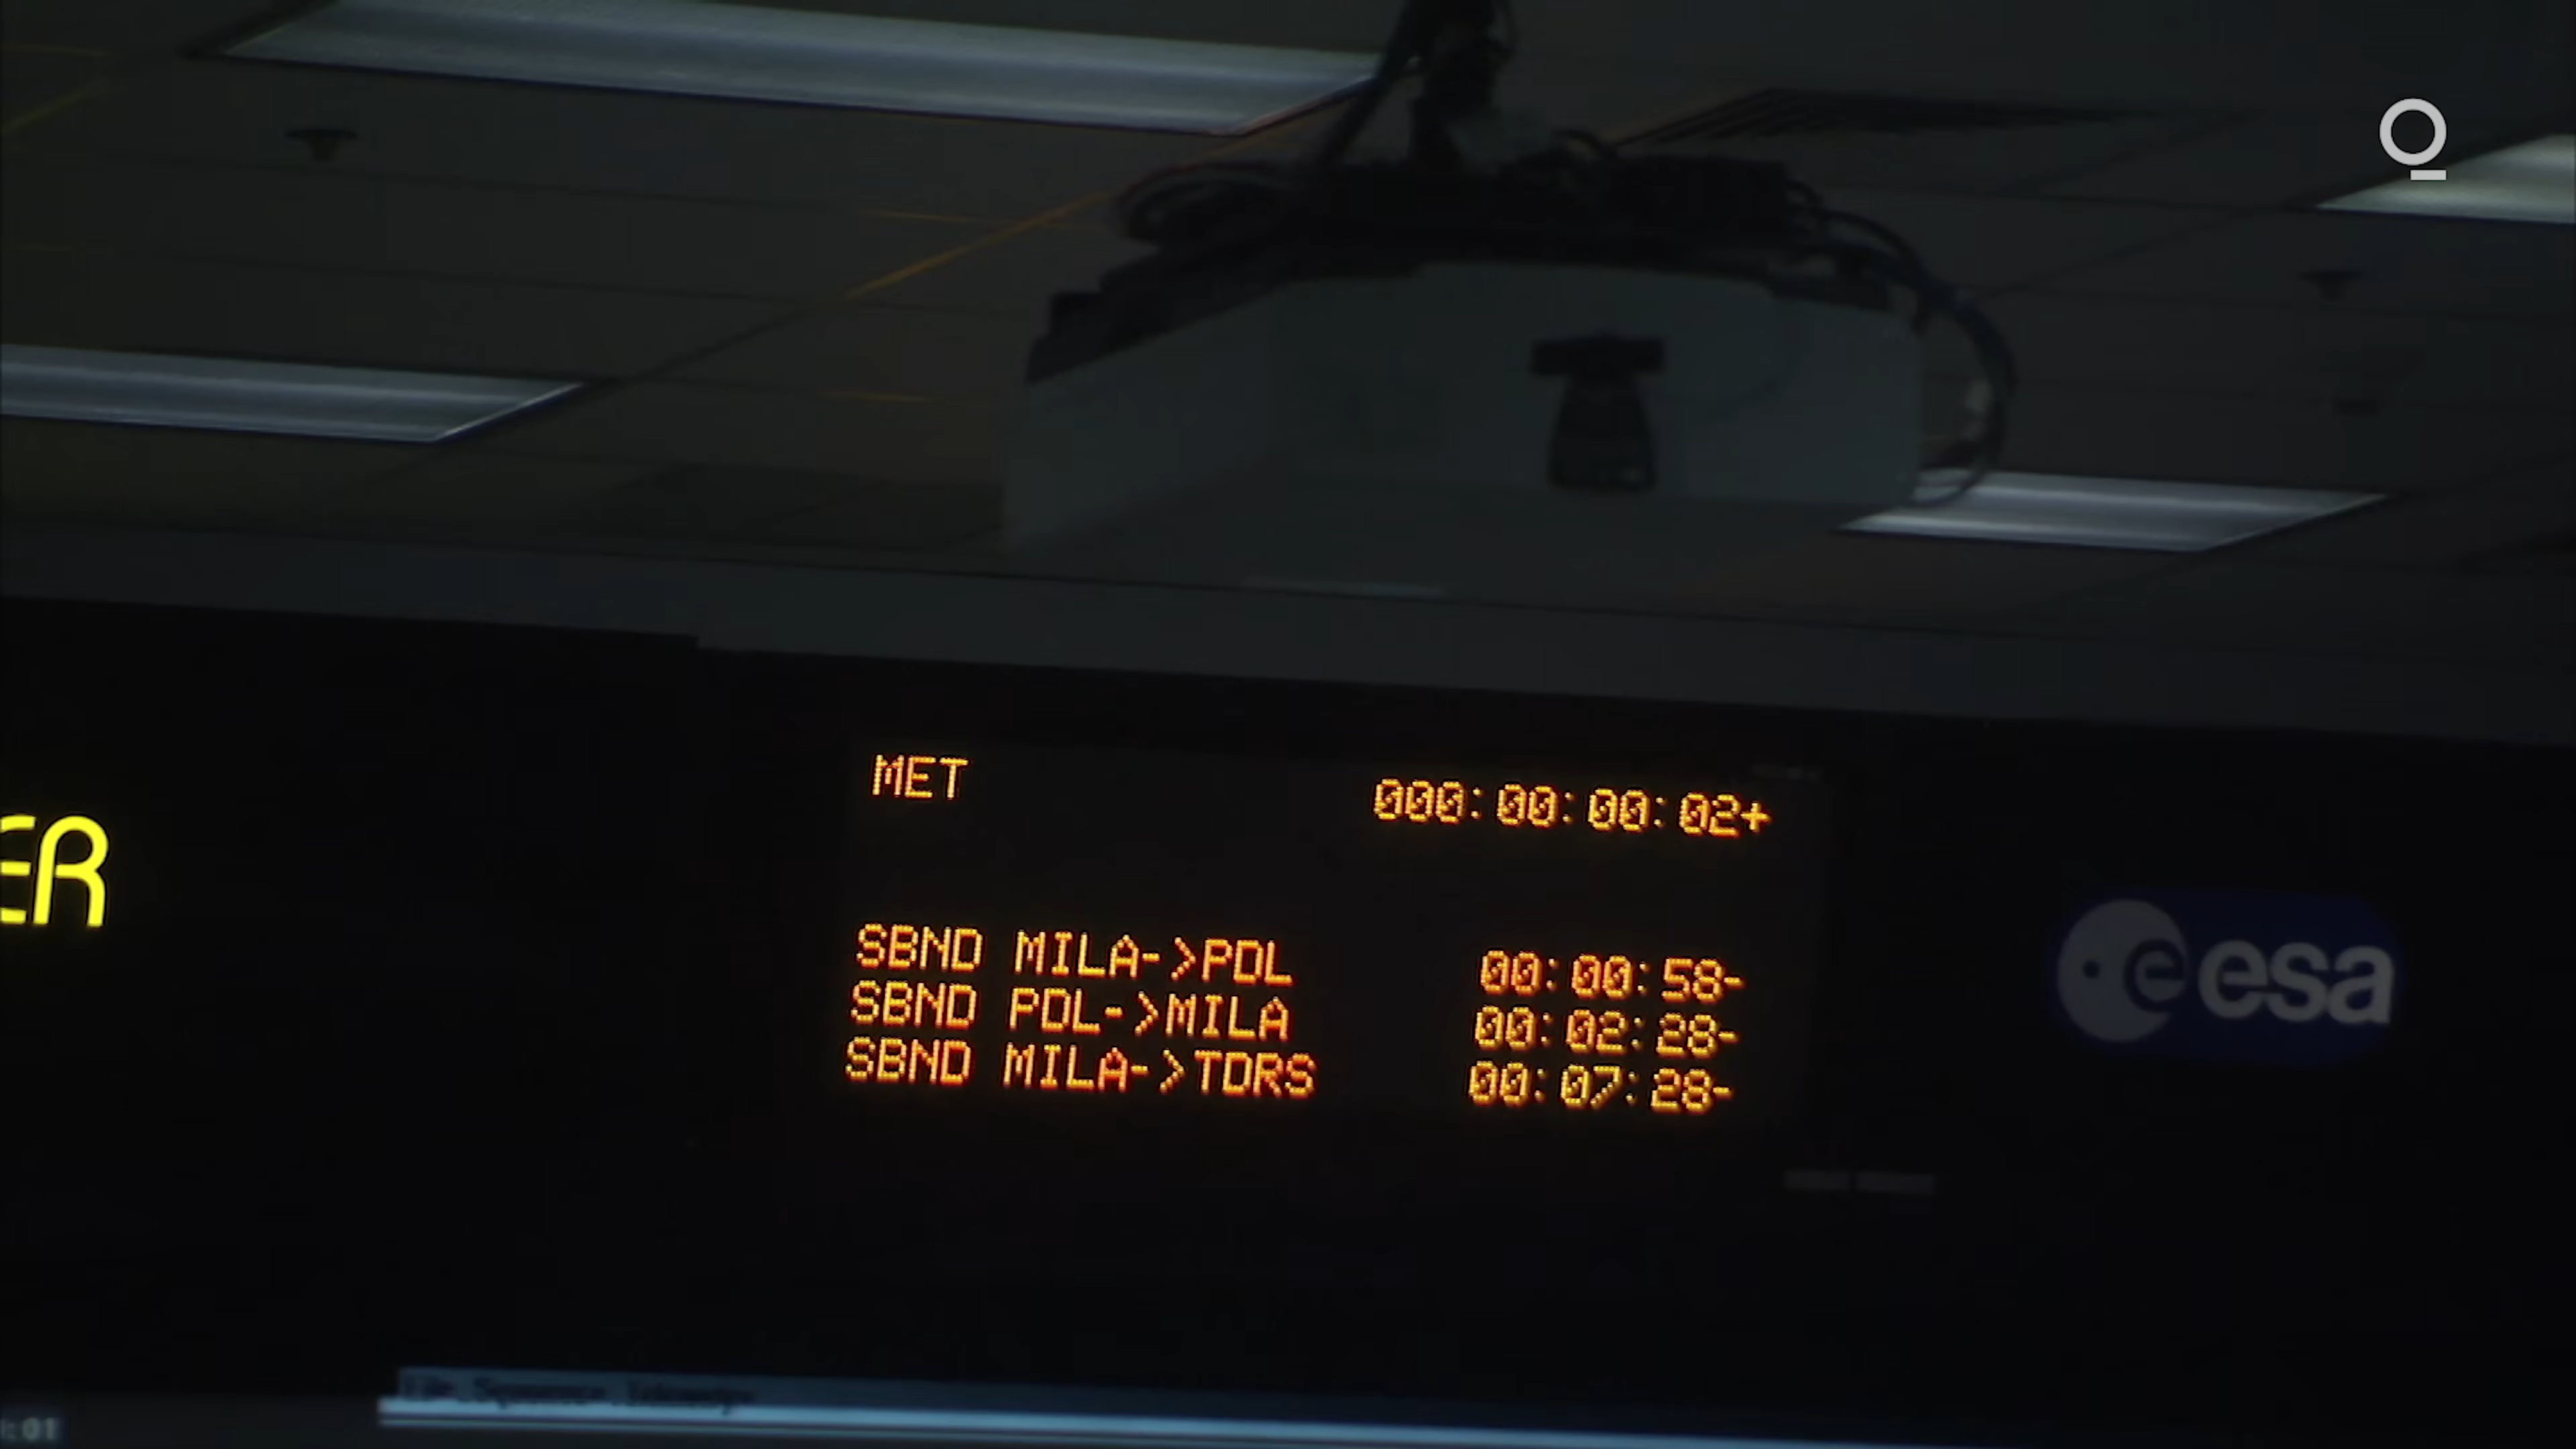 MET 000:00:00:02+
ER
SBND MILA->PDL 00:00:58-
SBND PDL->MILA 00:02:28-
SBND MILA->TDRS 00:07:28-
esa
:01